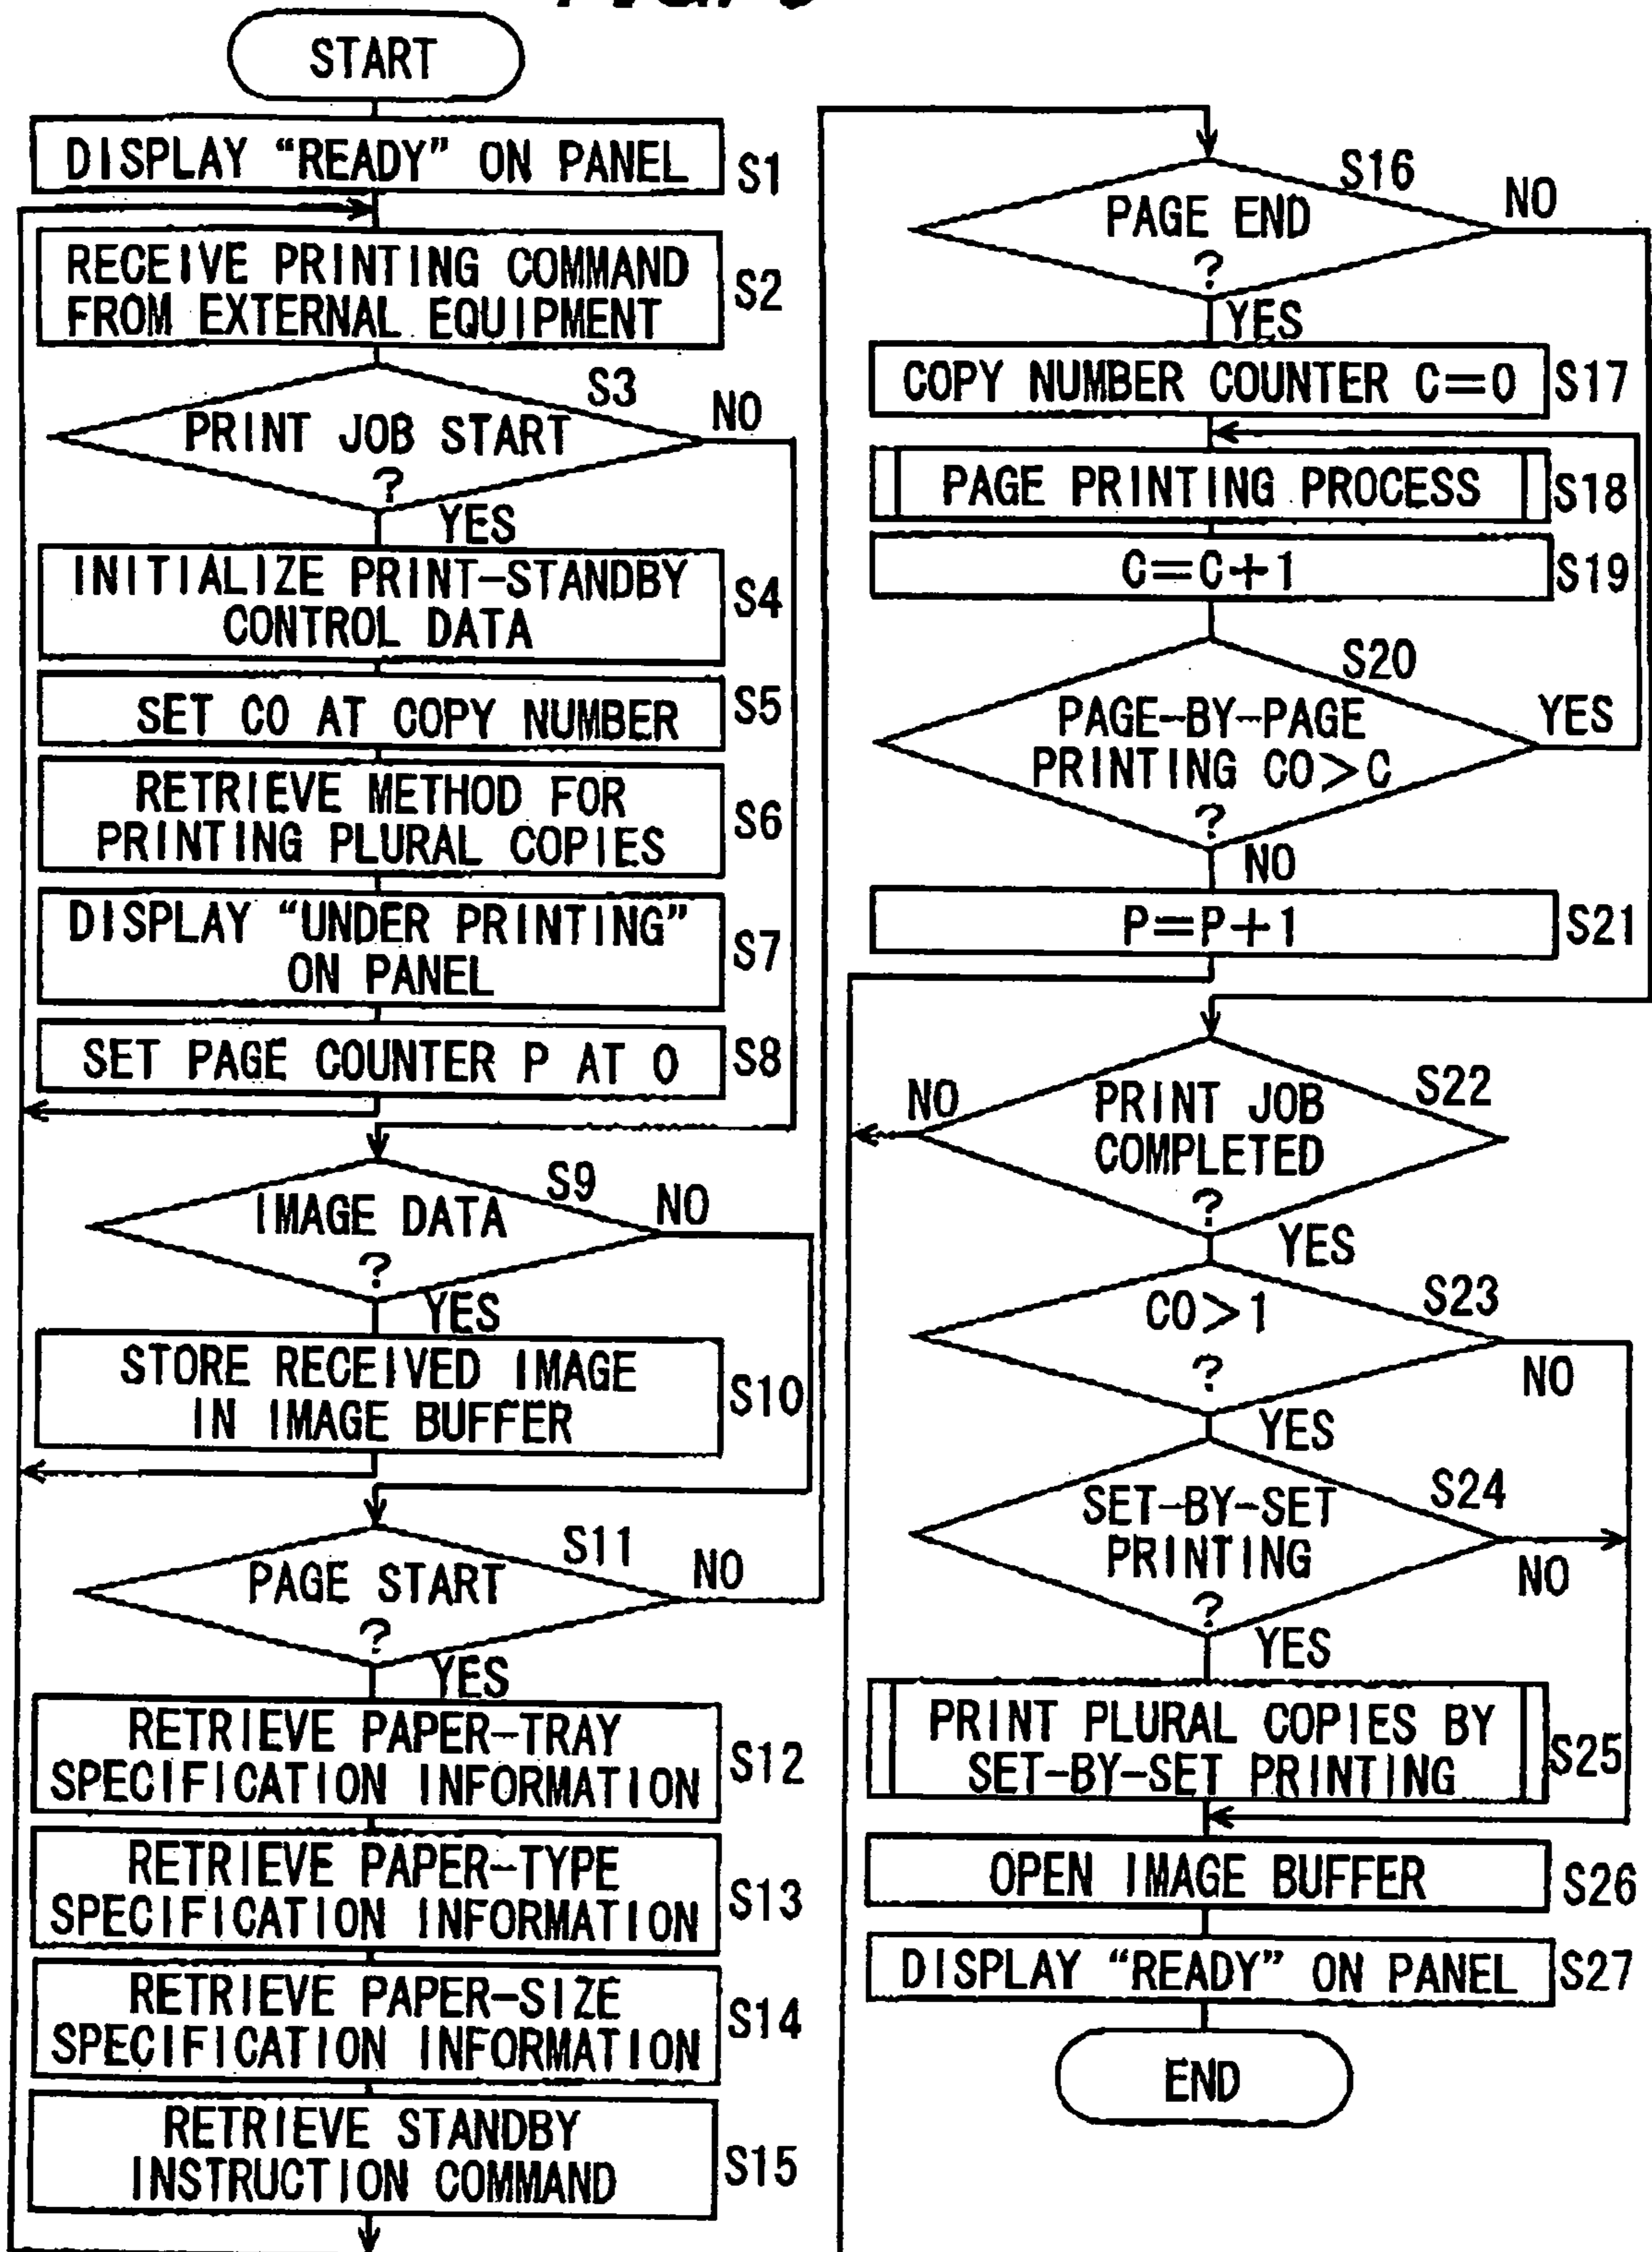 START
DISPLAY “READY” ON PANEL
S1
RECEIVE PRINTING COMMAND
FROM EXTERNAL EQUIPMENT
S2
S3
NO
PRINT JOB START
?
YES
INITIALIZE PRINT-STANDBY
CONTROL DATA
S4
SET CO AT COPY NUMBER
S5
RETRIEVE METHOD FOR
PRINTING PLURAL COPIES
S6
DISPLAY “UNDER PRINTING”
ON PANEL
S7
SET PAGE COUNTER P AT 0
S8
S9
NO
IMAGE DATA
?
YES
STORE RECEIVED IMAGE
IN IMAGE BUFFER
S10
S11
NO
PAGE START
?
YES
RETRIEVE PAPER-TRAY
SPECIFICATION INFORMATION
S12
RETRIEVE PAPER-TYPE
SPECIFICATION INFORMATION
S13
RETRIEVE PAPER-SIZE
SPECIFICATION INFORMATION
S14
RETRIEVE STANDBY
INSTRUCTION COMMAND
S15
S16
NO
PAGE END
?
YES
COPY NUMBER COUNTER C=0
S17
PAGE PRINTING PROCESS
S18
C=C+1
S19
S20
PAGE-BY-PAGE
PRINTING CO>C
?
YES
NO
P=P+1
S21
S22
NO
PRINT JOB
COMPLETED
?
YES
S23
CO>1
?
NO
YES
S24
SET-BY-SET
PRINTING
?
NO
YES
PRINT PLURAL COPIES BY
SET-BY-SET PRINTING
S25
OPEN IMAGE BUFFER
S26
DISPLAY “READY” ON PANEL
S27
END